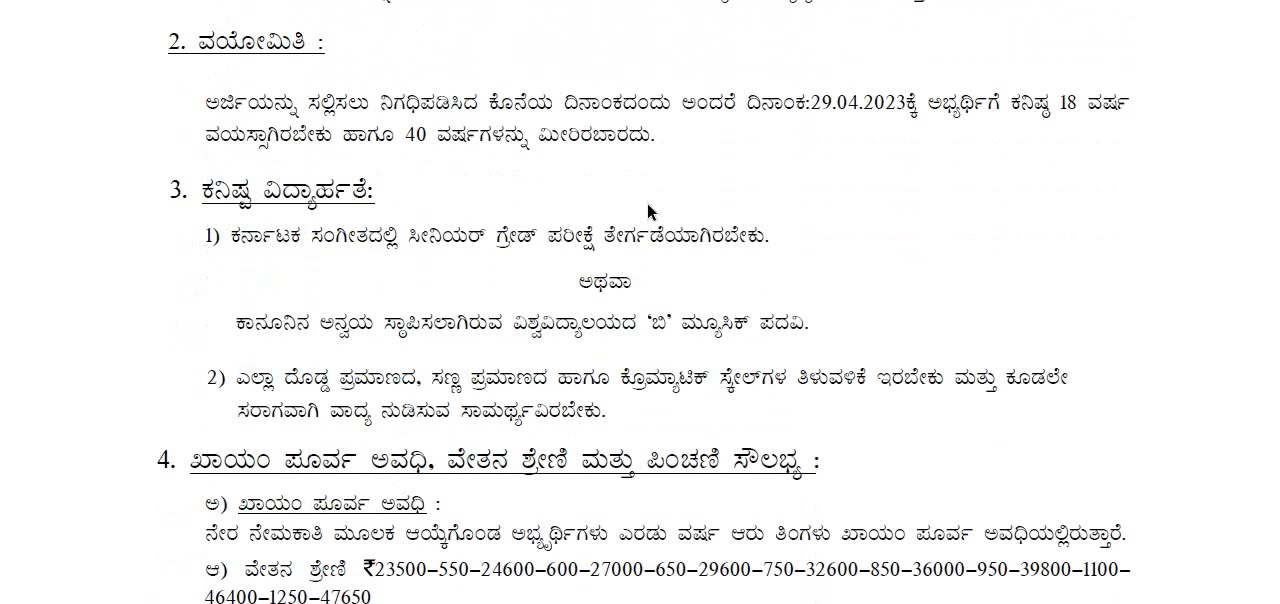 2. ವಯೋಮಿತಿ :
ಅರ್ಜಿಯನ್ನು ಸಲ್ಲಿಸಲು ನಿಗಧಿಪಡಿಸಿದ ಕೊನೆಯ ದಿನಾಂಕದಂದು ಅಂದರೆ ದಿನಾಂಕ:29.04.2023ಕ್ಕೆ ಅಭ್ಯರ್ಥಿಗೆ ಕನಿಷ್ಠ 18 ವರ್ಷ
ವಯಸ್ಸಾಗಿರಬೇಕು ಹಾಗೂ 40 ವರ್ಷಗಳನ್ನು ಮೀರಿರಬಾರದು.
3. ಕನಿಷ್ಟ ವಿದ್ಯಾರ್ಹತೆ:
1) ಕರ್ನಾಟಕ ಸಂಗೀತದಲ್ಲಿ ಸೀನಿಯರ್ ಗ್ರೇಡ್ ಪರೀಕ್ಷೆ ತೇರ್ಗಡೆಯಾಗಿರಬೇಕು.
ಅಥವಾ
ಕಾನೂನಿನ ಅನ್ವಯ ಸ್ಥಾಪಿಸಲಾಗಿರುವ ವಿಶ್ವವಿದ್ಯಾಲಯದ ‘ಬಿ’ ಮ್ಯೂಸಿಕ್ ಪದವಿ.
2) ಎಲ್ಲಾ ದೊಡ್ಡ ಪ್ರಮಾಣದ, ಸಣ್ಣ ಪ್ರಮಾಣದ ಹಾಗೂ ಕ್ರೊಮ್ಯಾಟಿಕ್ ಸ್ಕೇಲ್‌ಗಳ ತಿಳುವಳಿಕೆ ಇರಬೇಕು ಮತ್ತು ಕೂಡಲೇ
ಸರಾಗವಾಗಿ ವಾದ್ಯ ನುಡಿಸುವ ಸಾಮರ್ಥ್ಯವಿರಬೇಕು.
4. ಖಾಯಂ ಪೂರ್ವ ಅವಧಿ, ವೇತನ ಶ್ರೇಣಿ ಮತ್ತು ಪಿಂಚಣಿ ಸೌಲಭ್ಯ :
ಅ) ಖಾಯಂ ಪೂರ್ವ ಅವಧಿ :
ನೇರ ನೇಮಕಾತಿ ಮೂಲಕ ಆಯ್ಕೆಗೊಂಡ ಅಭ್ಯರ್ಥಿಗಳು ಎರಡು ವರ್ಷ ಆರು ತಿಂಗಳು ಖಾಯಂ ಪೂರ್ವ ಅವಧಿಯಲ್ಲಿರುತ್ತಾರೆ.
ಆ) ವೇತನ ಶ್ರೇಣಿ ₹23500–550–24600–600–27000–650–29600–750–32600–850–36000–950–39800–1100–
46400–1250–47650